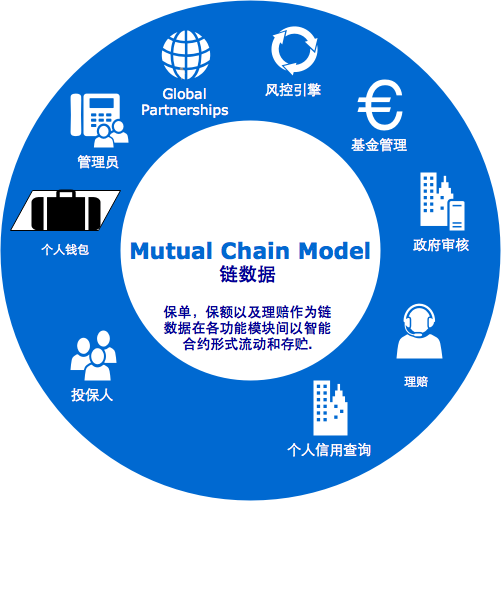 Global
Partnerships
风控引擎
基金管理
管理员
个人钱包
政府审核
Mutual Chain Model
链数据
保单，保额以及理赔作为链
数据在各功能模块间以智能
合约形式流动和存贮.
理赔
投保人
个人信用查询